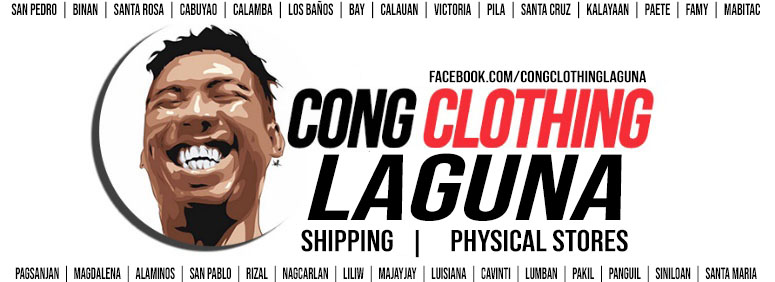 SAN PEDRO | BINAN | SANTA ROSA | CABUYAO | CALAMBA | LOS BAÑOS | BAY | CALAUAN | VICTORIA | PILA | SANTA CRUZ | KALAYAAN | PAETE | FAMY | MABITAC
FACEBOOK.COM/CONGCLOTHINGLAGUNA
CONG CLOTHING
LAGUNA
SHIPPING | PHYSICAL STORES
PAGSANJAN | MAGDALENA | ALAMINOS | SAN PABLO | RIZAL | NAGCARLAN | LILIW | MAJAYJAY | LUISIANA | CAVINTI | LUMBAN | PAKIL | PANGUIL | SINILOAN | SANTA MARIA